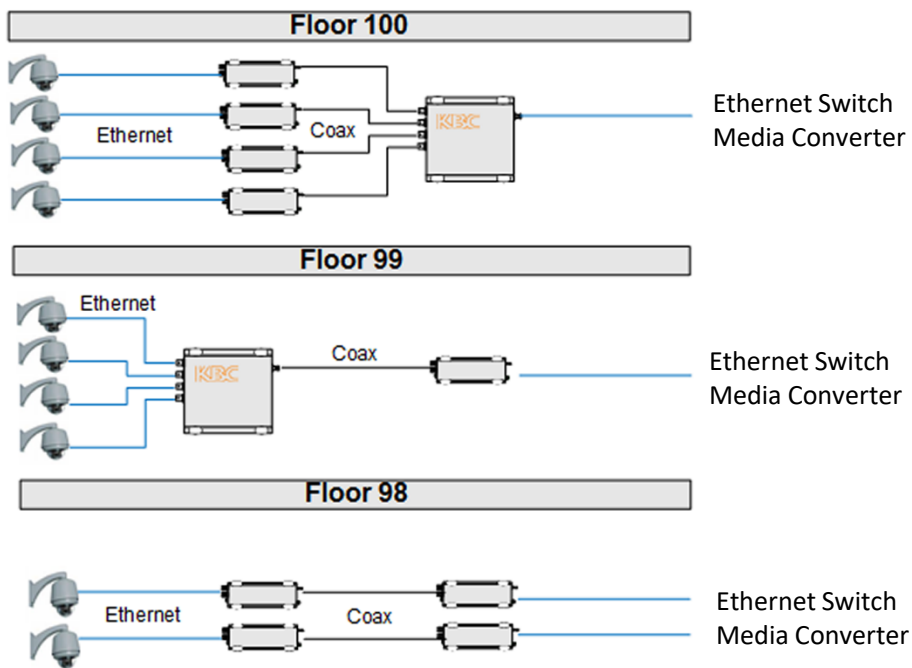 Floor 100
Ethernet
Coax
KBC
Ethernet Switch
Media Converter
Floor 99
Ethernet
KBC
Coax
Ethernet Switch
Media Converter
Floor 98
Ethernet
Coax
Ethernet Switch
Media Converter